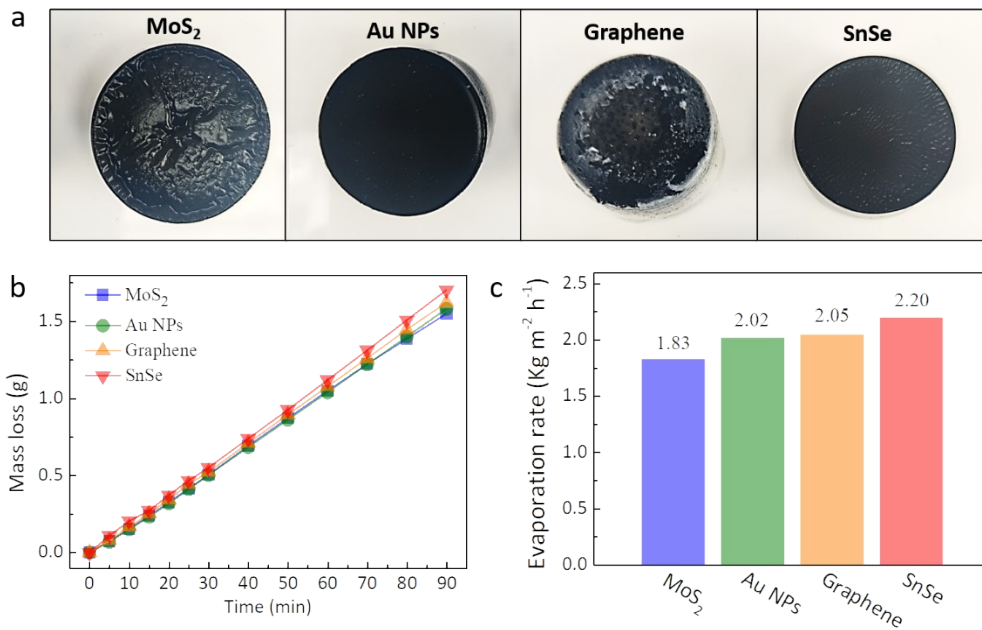 a
MoS₂
Au NPs
Graphene
SnSe
b
MoS₂
Au NPs
Graphene
SnSe
Mass loss (g)
1.5
1.0
0.5
0.0
0 10 20 30 40 50 60 70 80 90
Time (min)
c
Evaporation rate (Kg m⁻² h⁻¹)
2.5
2.0
1.5
1.0
0.5
0.0
1.83
2.02
2.05
2.20
MoS₂
Au NPs
Graphene
SnSe